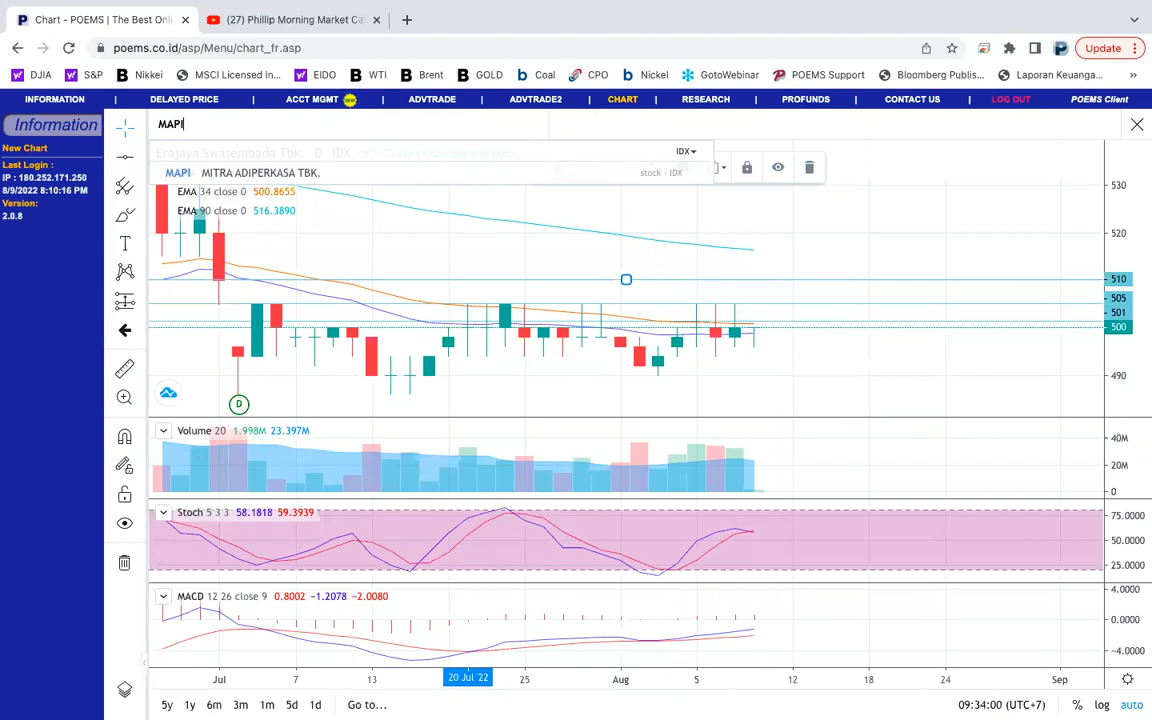 Chart - POEMS | The Best Onli
(27) Phillip Morning Market Ca
poems.co.id/asp/Menu/chart_fr.asp
Update
DJIA
S&P
Nikkei
MSCI Licensed In...
EIDO
WTI
Brent
GOLD
Coal
CPO
Nickel
GotoWebinar
POEMS Support
Bloomberg Publis...
Laporan Keuanga...
INFORMATION | DELAYED PRICE | ACCT MGMT | ADVTRADE | ADVTRADE2 | CHART | RESEARCH | PROFUNDS | CONTACT US | LOG OUT POEMS Client
Information
New Chart
Last Login :
IP : 180.252.171.250
8/9/2022 8:10:16 PM
Version:
2.0.8
MAPI
Erajaya Swasembada Tbk. D IDX
IDX
MAPI MITRA ADIPERKASA TBK.
stock - IDX
EMA 34 close 0 500.8655
EMA 90 close 0 516.3890
530
520
510
505
501
500
490
D
Volume 20 1.998M 23.397M
40M
20M
0
Stoch 5 3 3 58.1818 59.3939
75.0000
50.0000
25.0000
MACD 12 26 close 9 0.8002 −1.2078 −2.0080
4.0000
0.0000
−4.0000
Jul 7 13 20 Jul '22 25 Aug 5 12 18 24 Sep
5y 1y 6m 3m 1m 5d 1d Go to...
09:34:00 (UTC+7) % log auto